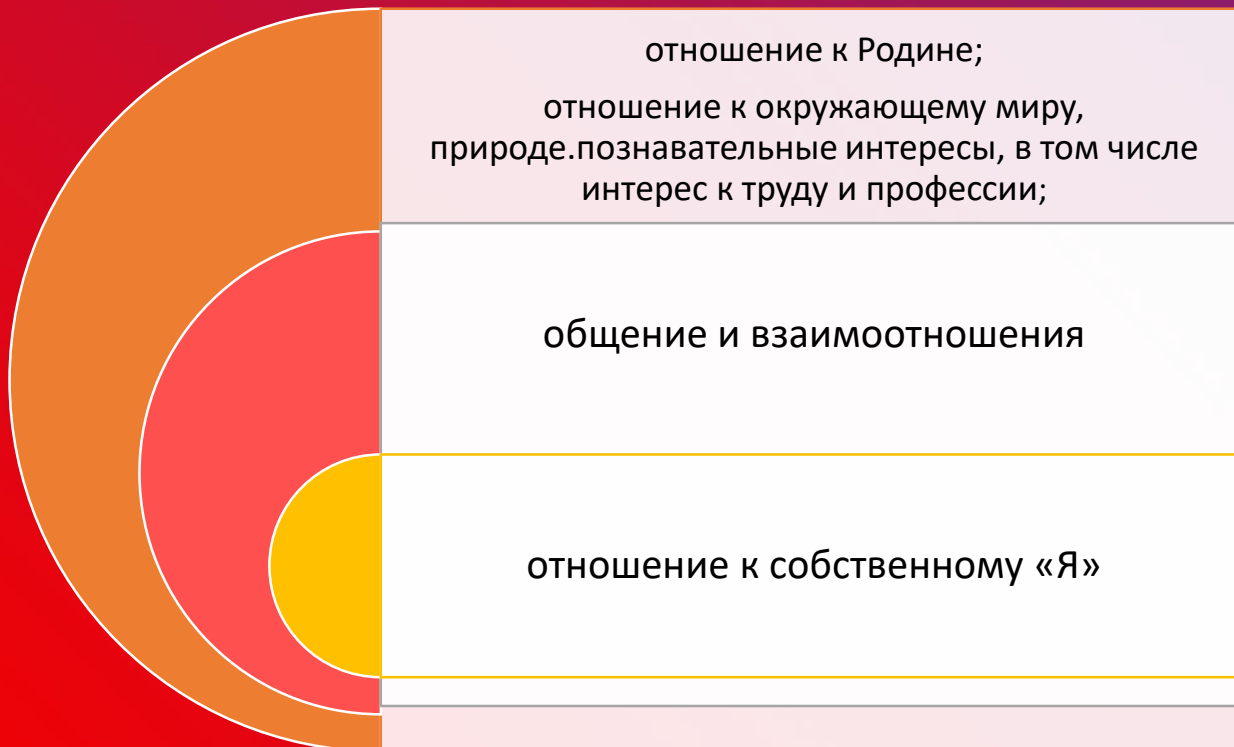 отношение к Родине;
отношение к окружающему миру,
природе.познавательные интересы, в том числе
интерес к труду и профессии;
общение и взаимоотношения
отношение к собственному «Я»